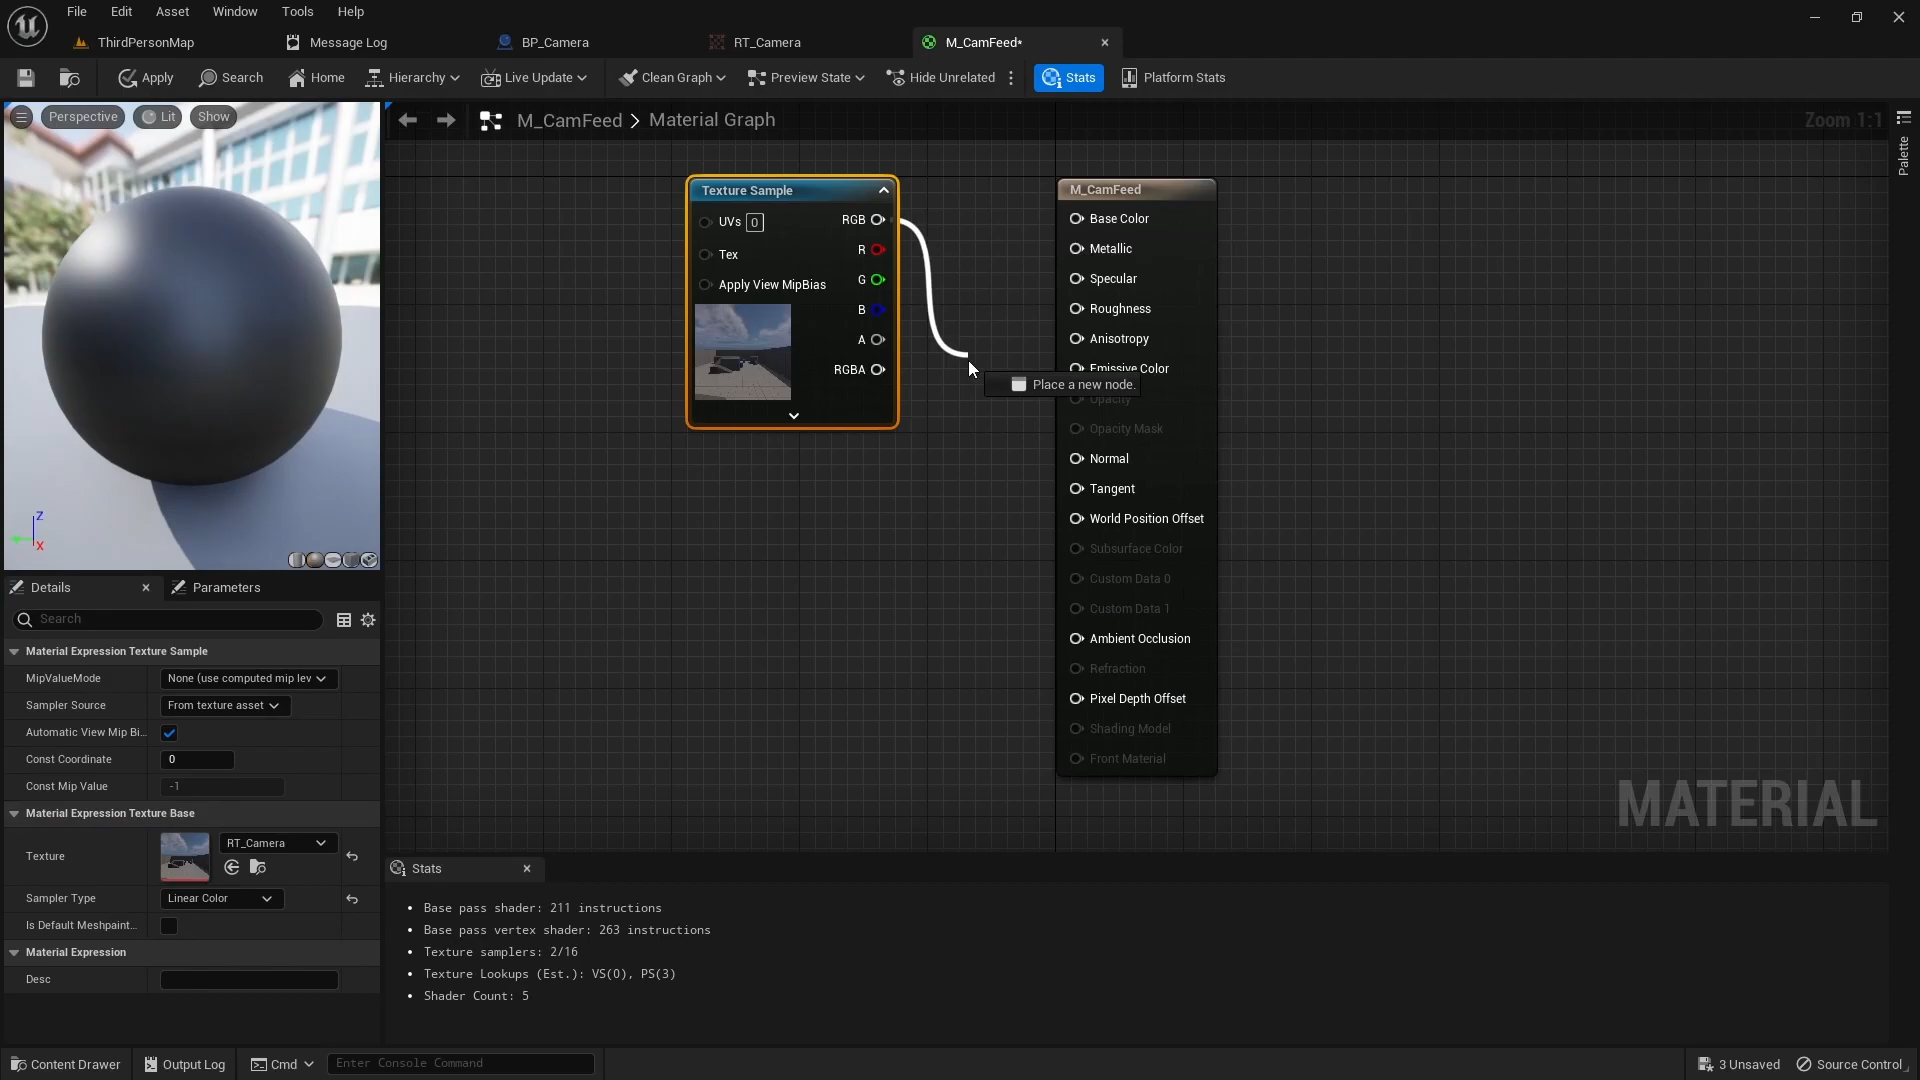 File Edit Asset Window Tools Help
ThirdPersonMap Message Log BP_Camera RT_Camera M_CamFeed*
Apply Search Home Hierarchy Live Update Clean Graph Preview State Hide Unrelated Stats Platform Stats
Perspective Lit Show
M_CamFeed > Material Graph
Zoom 1:1
Palette
Texture Sample
UVs 0 RGB
R
Tex
G
Apply View MipBias
B
A
RGBA
M_CamFeed
Base Color
Metallic
Specular
Roughness
Anisotropy
Emissive Color
Place a new node.
Opacity
Opacity Mask
Normal
Tangent
World Position Offset
Subsurface Color
Custom Data 0
Custom Data 1
Ambient Occlusion
Refraction
Pixel Depth Offset
Shading Model
Front Material
MATERIAL
Z
X
Details Parameters
Search
Material Expression Texture Sample
MipValueMode None (use computed mip lev
Sampler Source From texture asset
Automatic View Mip Bi...
Const Coordinate 0
Const Mip Value -1
Material Expression Texture Base
Texture RT_Camera
Sampler Type Linear Color
Is Default Meshpaint...
Material Expression
Desc
Stats
• Base pass shader: 211 instructions
• Base pass vertex shader: 263 instructions
• Texture samplers: 2/16
• Texture Lookups (Est.): VS(0), PS(3)
• Shader Count: 5
Content Drawer Output Log Cmd Enter Console Command 3 Unsaved Source Control